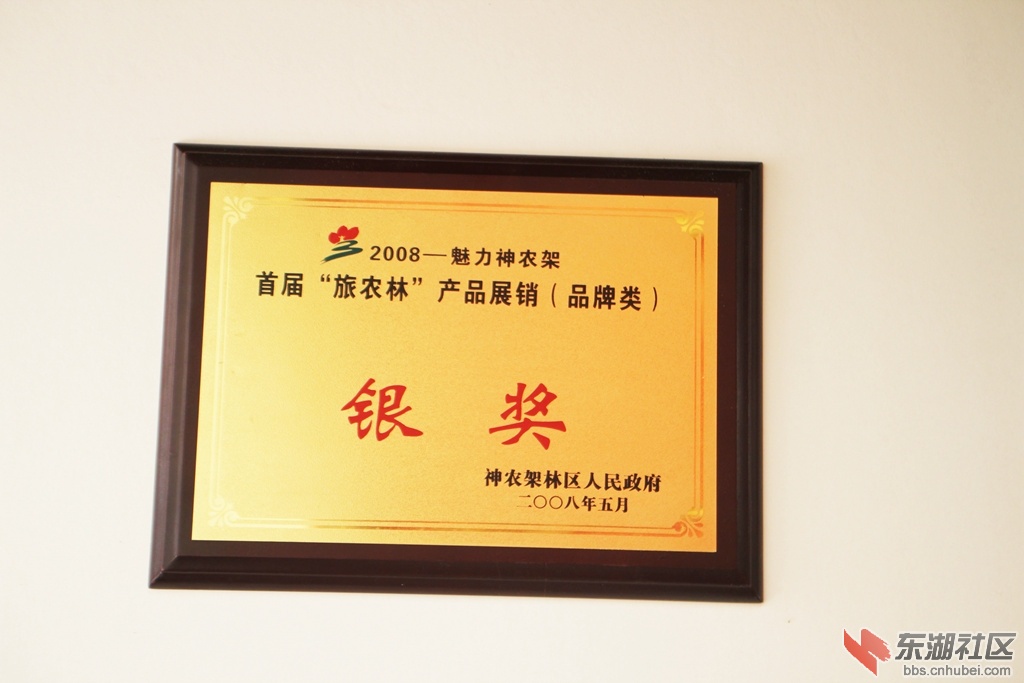 2008—魅力神农架
首届“旅农林”产品展销(品牌类)
银 奖
神农架林区人民政府
二〇〇八年五月
东湖社区
bbs.cnhubei.com